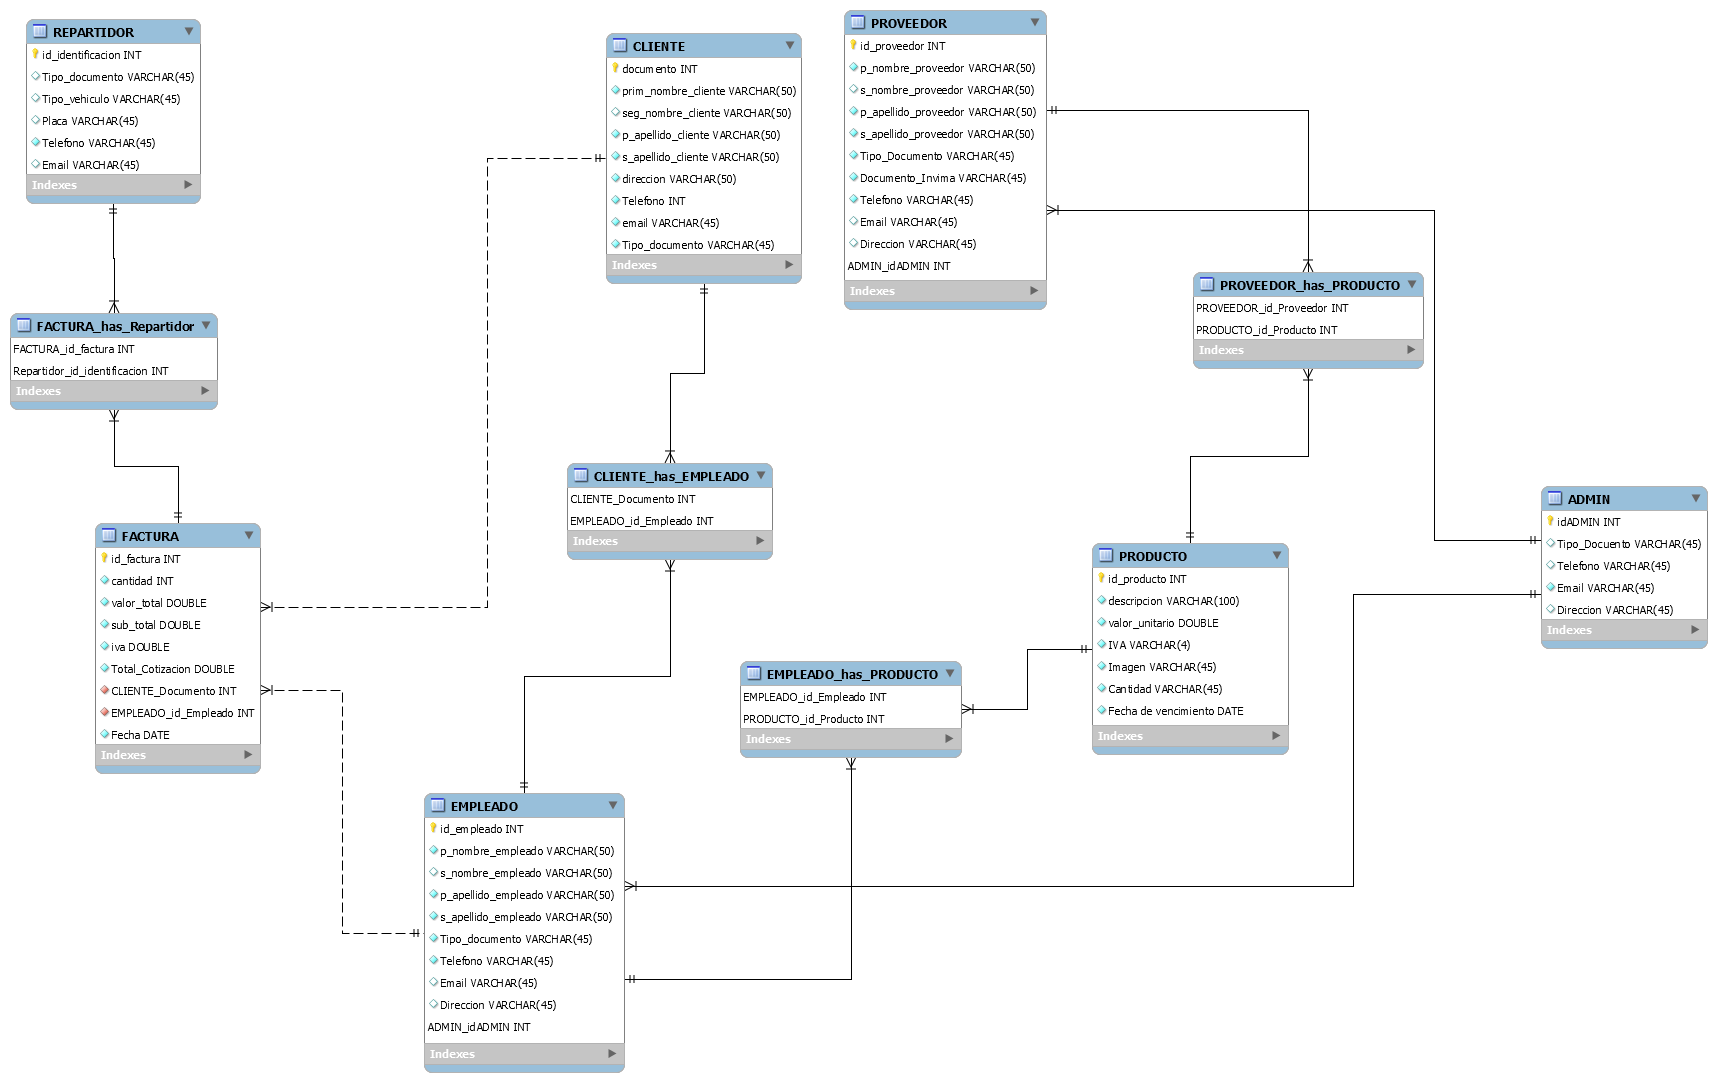 REPARTIDOR
id_identificacion INT
Tipo_documento VARCHAR(45)
Tipo_vehiculo VARCHAR(45)
Placa VARCHAR(45)
Telefono VARCHAR(45)
Email VARCHAR(45)
Indexes
CLIENTE
documento INT
prim_nombre_cliente VARCHAR(50)
seg_nombre_cliente VARCHAR(50)
p_apellido_cliente VARCHAR(50)
s_apellido_cliente VARCHAR(50)
direccion VARCHAR(50)
Telefono INT
email VARCHAR(45)
Tipo_documento VARCHAR(45)
Indexes
PROVEEDOR
id_proveedor INT
p_nombre_proveedor VARCHAR(50)
s_nombre_proveedor VARCHAR(50)
p_apellido_proveedor VARCHAR(50)
s_apellido_proveedor VARCHAR(50)
Tipo_Documento VARCHAR(45)
Documento_Invima VARCHAR(45)
Telefono VARCHAR(45)
Email VARCHAR(45)
Direccion VARCHAR(45)
ADMIN_idADMIN INT
Indexes
PROVEEDOR_has_PRODUCTO
PROVEEDOR_id_Proveedor INT
PRODUCTO_id_Producto INT
Indexes
FACTURA_has_Repartidor
FACTURA_id_factura INT
Repartidor_id_identificacion INT
Indexes
CLIENTE_has_EMPLEADO
CLIENTE_Documento INT
EMPLEADO_id_Empleado INT
Indexes
ADMIN
idADMIN INT
Tipo_Docuento VARCHAR(45)
Telefono VARCHAR(45)
Email VARCHAR(45)
Direccion VARCHAR(45)
Indexes
FACTURA
id_factura INT
cantidad INT
valor_total DOUBLE
sub_total DOUBLE
iva DOUBLE
Total_Cotizacion DOUBLE
CLIENTE_Documento INT
EMPLEADO_id_Empleado INT
Fecha DATE
Indexes
PRODUCTO
id_producto INT
descripcion VARCHAR(100)
valor_unitario DOUBLE
IVA VARCHAR(4)
Imagen VARCHAR(45)
Cantidad VARCHAR(45)
Fecha de vencimiento DATE
Indexes
EMPLEADO_has_PRODUCTO
EMPLEADO_id_Empleado INT
PRODUCTO_id_Producto INT
Indexes
EMPLEADO
id_empleado INT
p_nombre_empleado VARCHAR(50)
s_nombre_empleado VARCHAR(50)
p_apellido_empleado VARCHAR(50)
s_apellido_empleado VARCHAR(50)
Tipo_documento VARCHAR(45)
Telefono VARCHAR(45)
Email VARCHAR(45)
Direccion VARCHAR(45)
ADMIN_idADMIN INT
Indexes